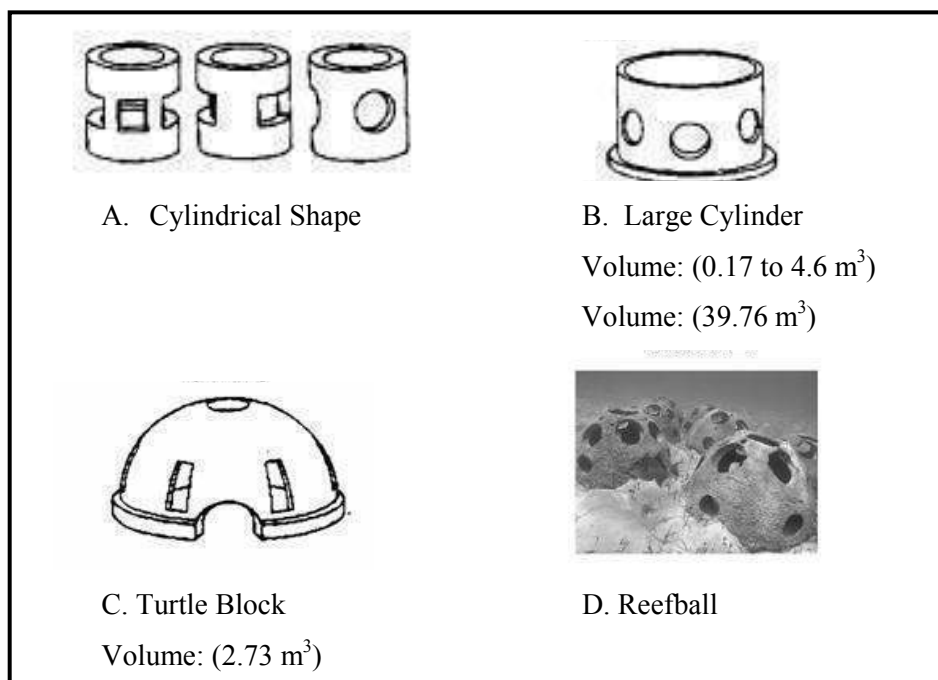 A. Cylindrical Shape
B. Large Cylinder
Volume: (0.17 to 4.6 m³)
Volume: (39.76 m³)
C. Turtle Block
Volume: (2.73 m³)
D. Reefball